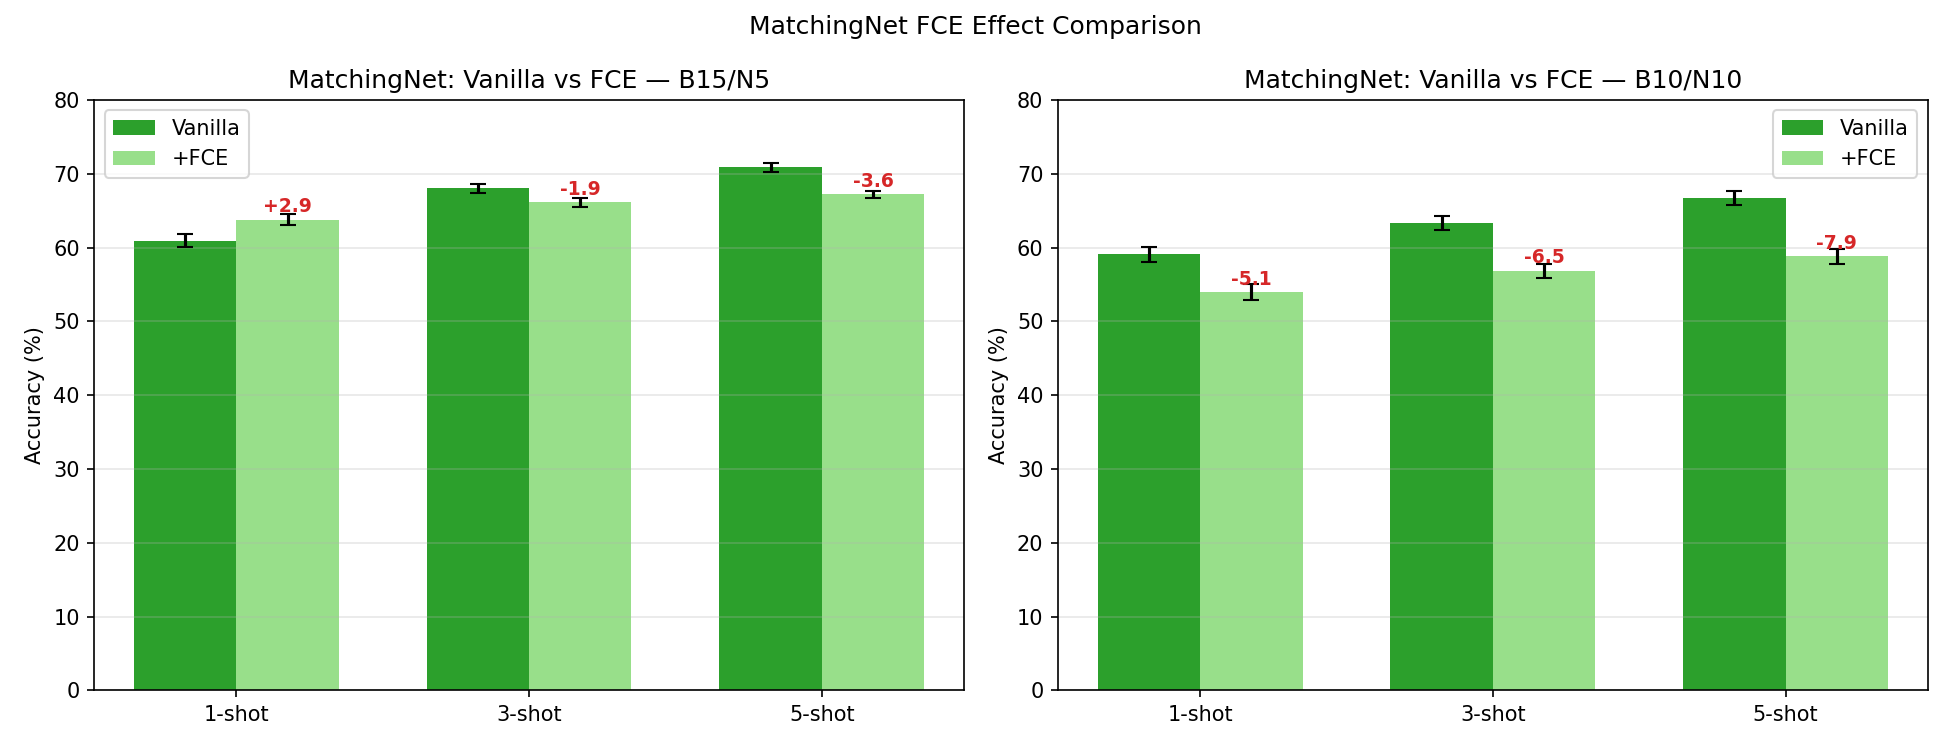 MatchingNet FCE Effect Comparison
MatchingNet: Vanilla vs FCE — B15/N5
Vanilla
+FCE
Accuracy (%)
80
70
60
50
40
30
20
10
0
+2.9
-1.9
-3.6
1-shot
3-shot
5-shot
MatchingNet: Vanilla vs FCE — B10/N10
Vanilla
+FCE
Accuracy (%)
80
70
60
50
40
30
20
10
0
-5.1
-6.5
-7.9
1-shot
3-shot
5-shot